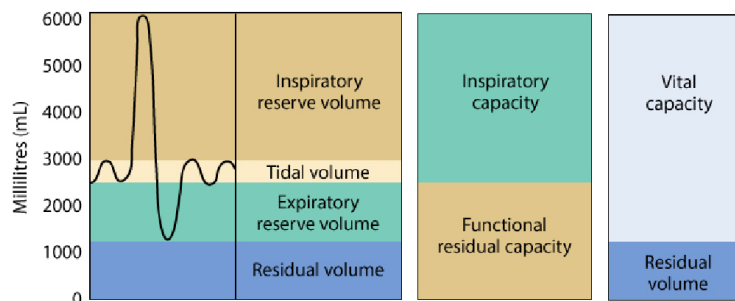 6000
5000
4000
3000
2000
1000
0
Millilitres (mL)
Inspiratory
reserve volume
Tidal volume
Expiratory
reserve volume
Residual volume
Inspiratory
capacity
Functional
residual capacity
Vital
capacity
Residual
volume